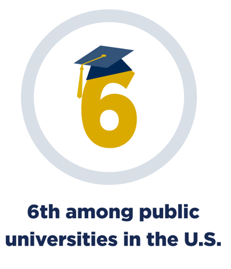 6
6th among public
universities in the U.S.